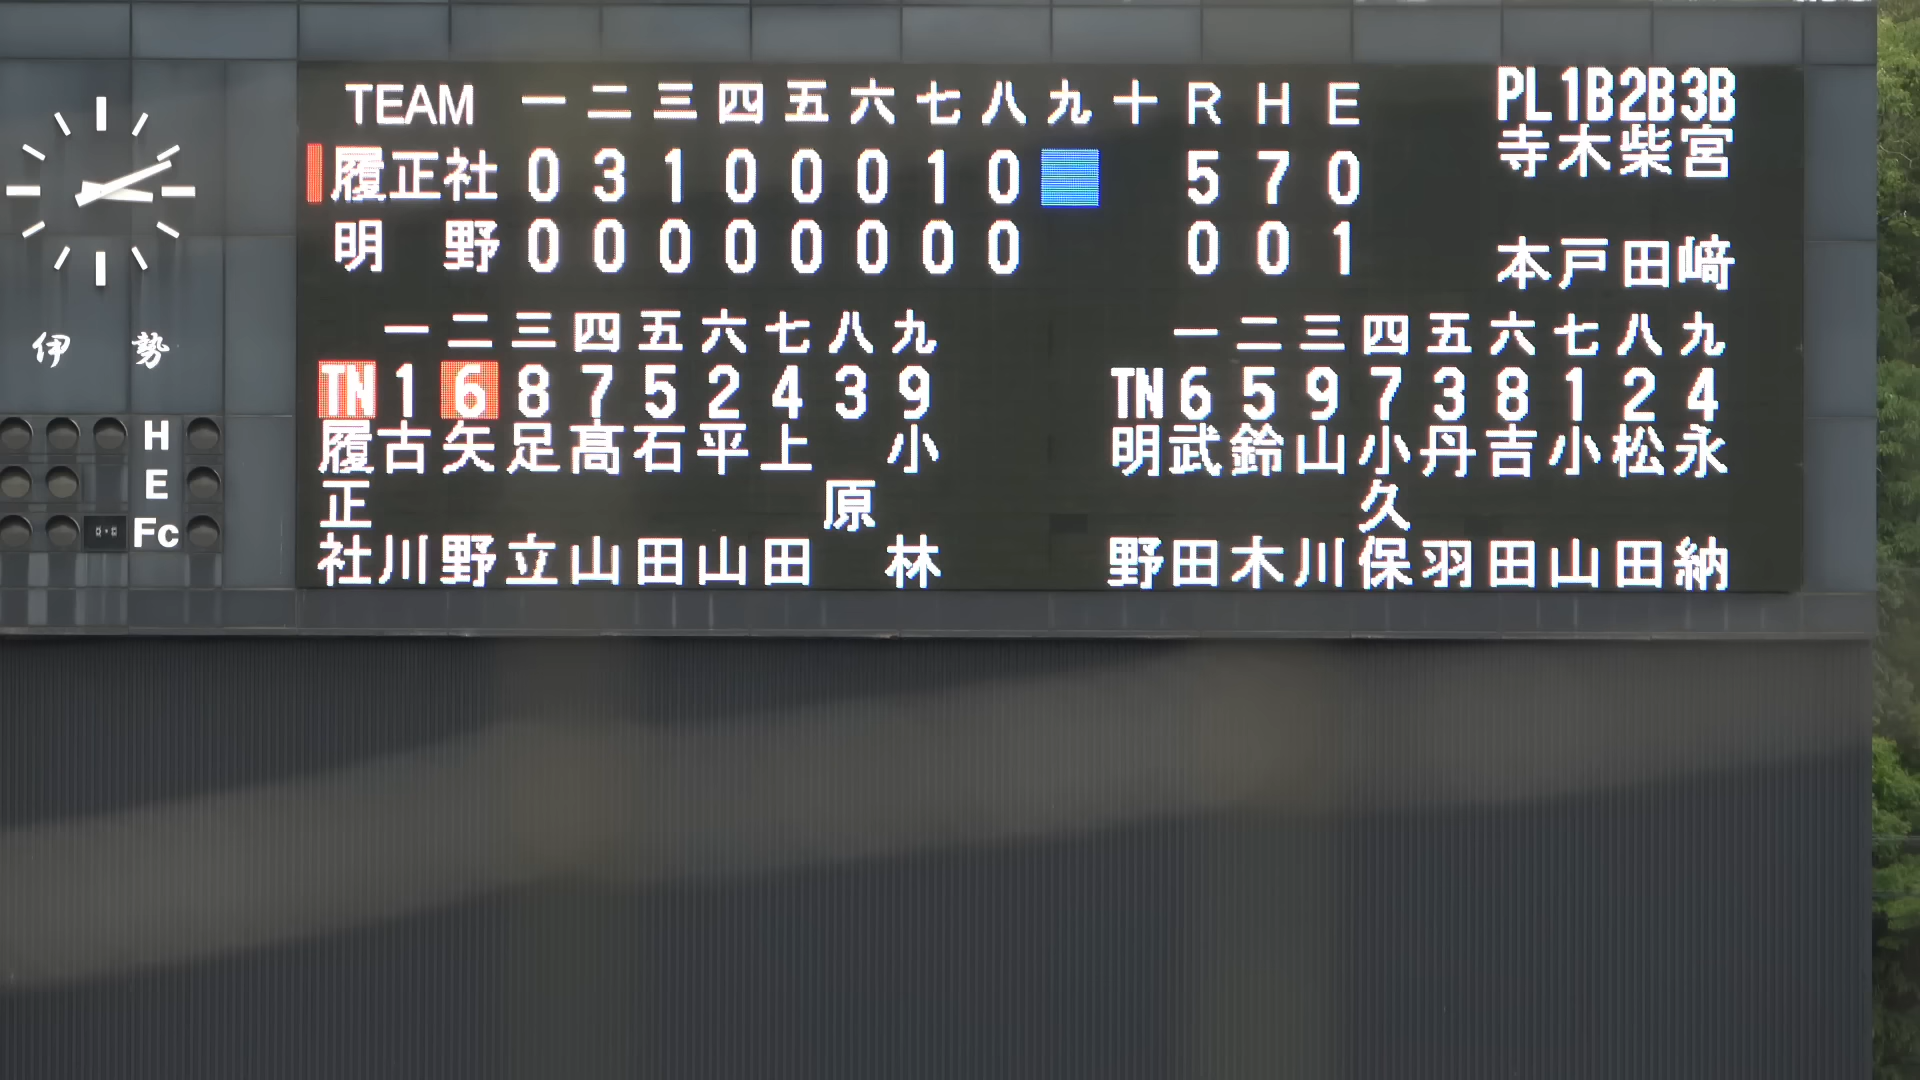 TEAM 一 二 三 四 五 六 七 八 九 十 R H E
履正社 0 3 1 0 0 0 1 0 5 7 0
明野 0 0 0 0 0 0 0 0 0 0 1
PL 1B 2B 3B
寺本 木戸 柴田 宮﨑
伊勢
H
E
Fc
一 二 三 四 五 六 七 八 九
TN 1 6 8 7 5 2 4 3 9
履正社 古川 矢野 足立 髙山 石田 平山 上田 原 小林
一 二 三 四 五 六 七 八 九
TN 6 5 9 7 3 8 1 2 4
明野 武田 鈴木 山川 小久保 丹羽 吉田 小山 松田 永納